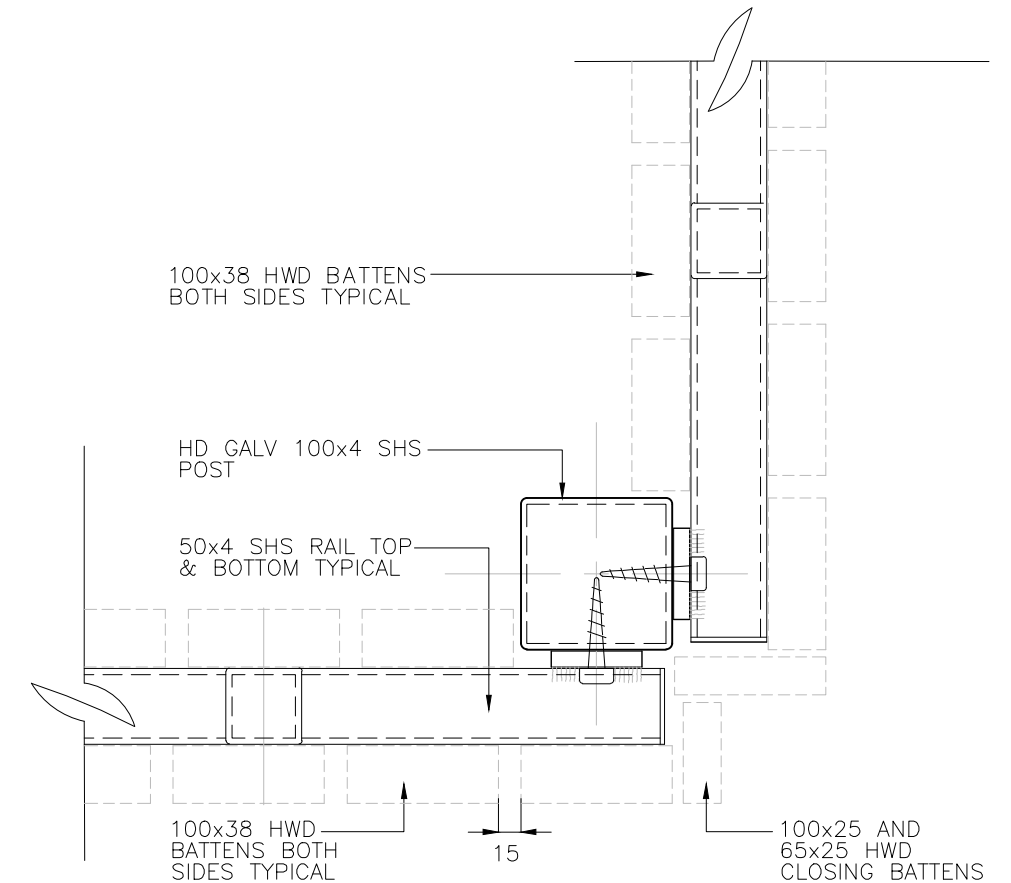 100x38 HWD BATTENS
BOTH SIDES TYPICAL
HD GALV 100x4 SHS
POST
50x4 SHS RAIL TOP
& BOTTOM TYPICAL
100x38 HWD
BATTENS BOTH
SIDES TYPICAL
15
100x25 AND
65x25 HWD
CLOSING BATTENS